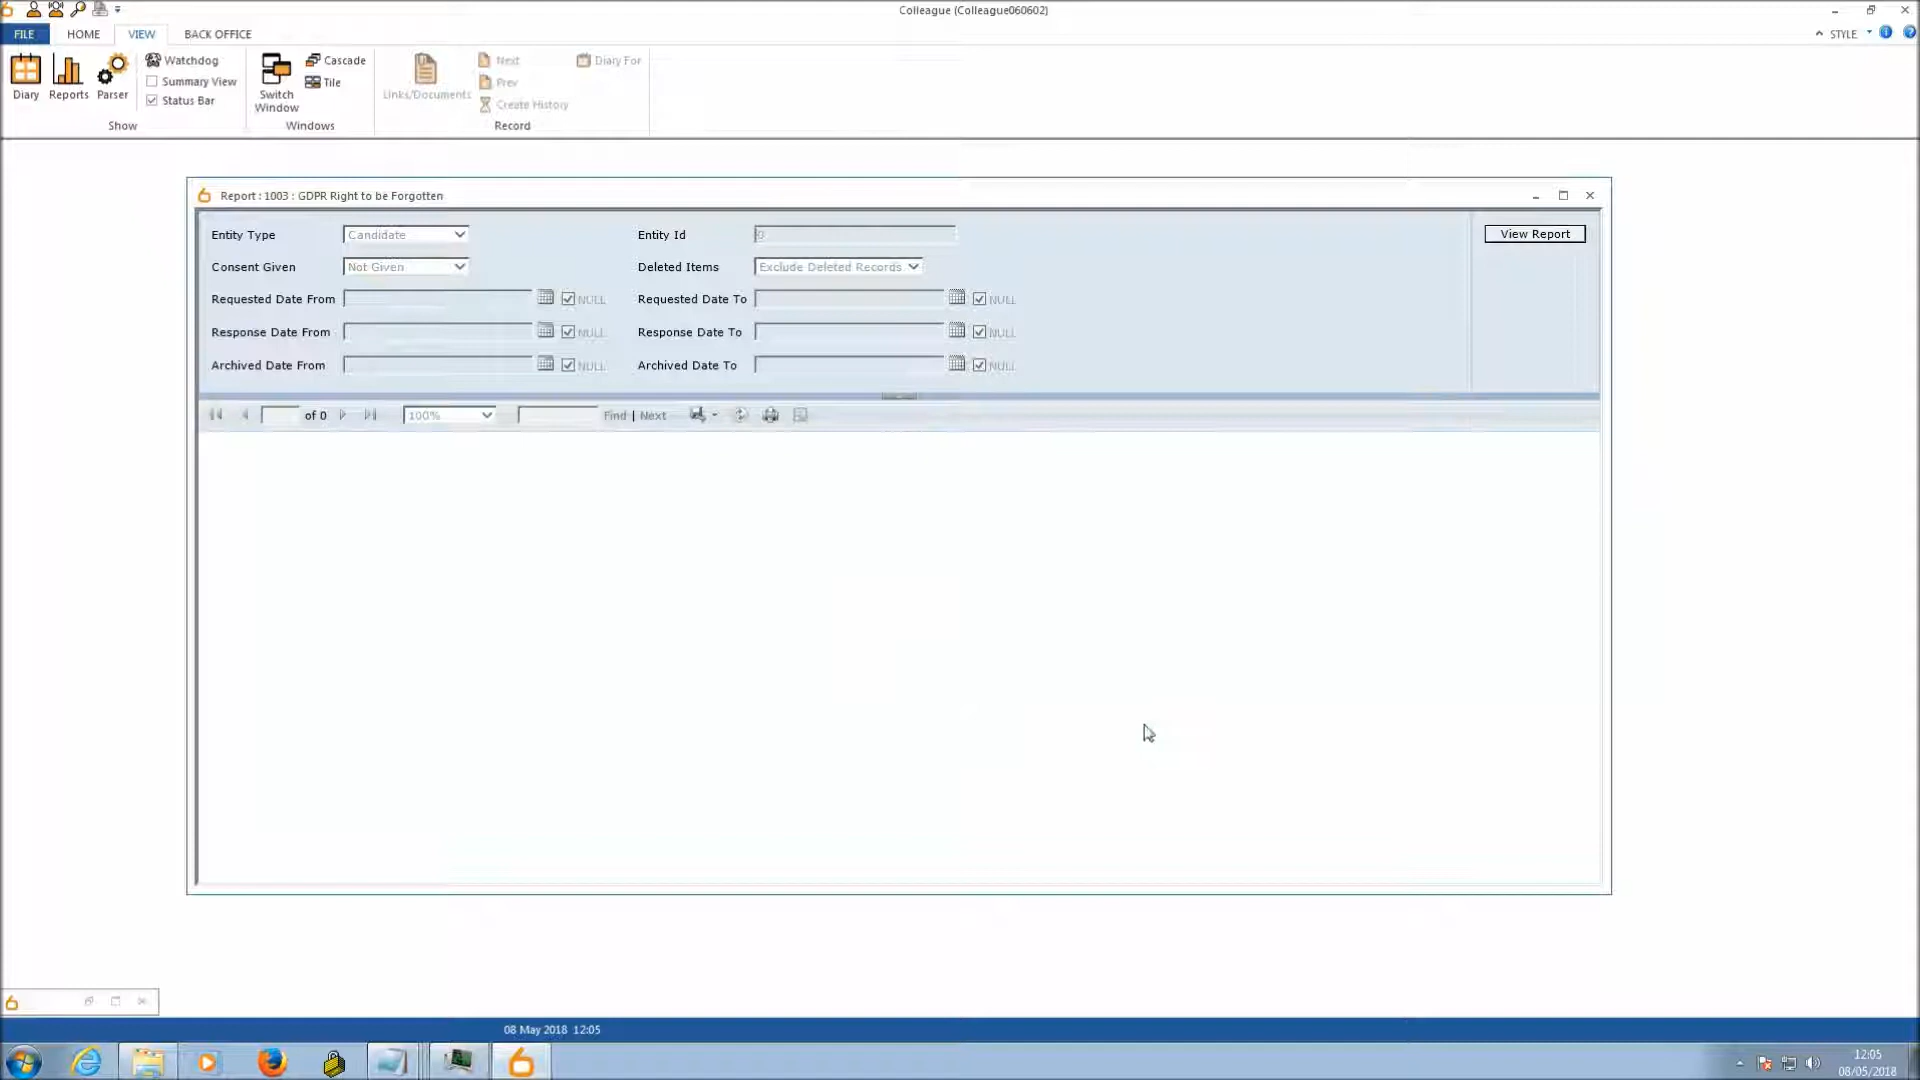 Colleague (Colleague060602)
FILE HOME VIEW BACK OFFICE
STYLE
Diary Reports Parser
Watchdog
Summary View
Status Bar
Show
Switch Window
Cascade
Tile
Windows
Links/Documents
Next
Prev
Create History
Diary For
Record
Report : 1003 : GDPR Right to be Forgotten
Entity Type Candidate Entity Id 0 View Report
Consent Given Not Given Deleted Items Exclude Deleted Records
Requested Date From NULL Requested Date To NULL
Response Date From NULL Response Date To NULL
Archived Date From NULL Archived Date To NULL
of 0 100% Find | Next
08 May 2018 12:05
12:05
08/05/2018